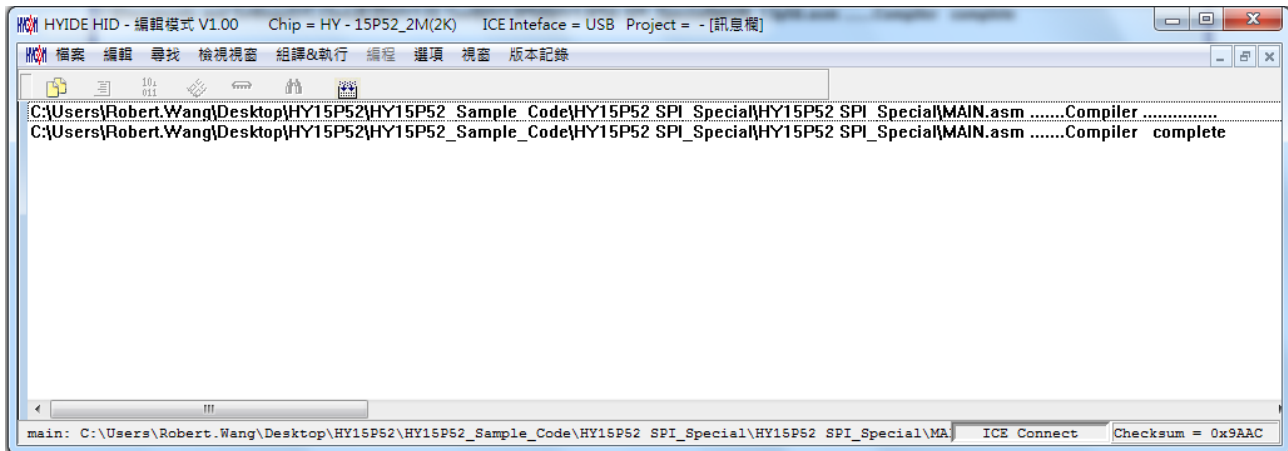 HYIDE HID - 編輯模式 V1.00 Chip = HY - 15P52_2M(2K) ICE Inteface = USB Project = - [訊息欄]
檔案 編輯 尋找 檢視視窗 組譯&執行 編程 選項 視窗 版本記錄
C:\Users\Robert.Wang\Desktop\HY15P52\HY15P52_Sample_Code\HY15P52 SPI_Special\HY15P52 SPI_Special\MAIN.asm .......Compiler ...............
C:\Users\Robert.Wang\Desktop\HY15P52\HY15P52_Sample_Code\HY15P52 SPI_Special\HY15P52 SPI_Special\MAIN.asm .......Compiler complete
main: C:\Users\Robert.Wang\Desktop\HY15P52\HY15P52_Sample_Code\HY15P52 SPI_Special\HY15P52 SPI_Special\MA ICE Connect Checksum = 0x9AAC